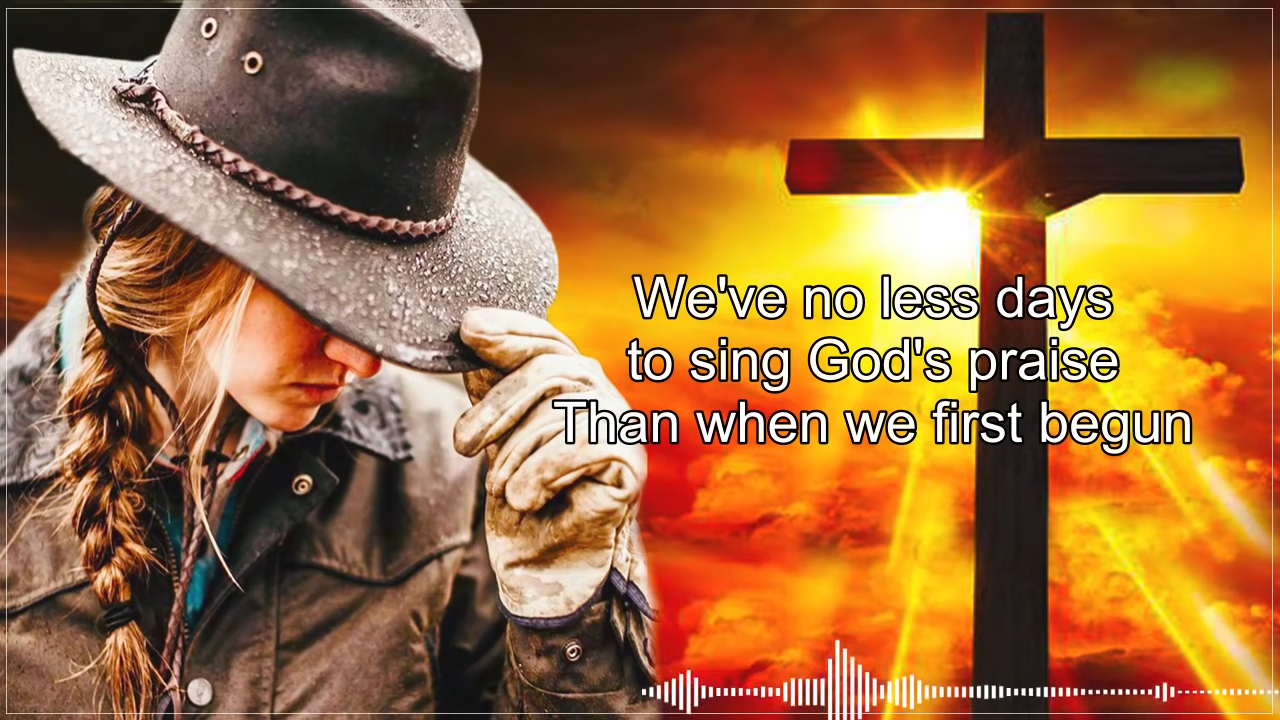 We've no less days
to sing God's praise
Than when we first begun